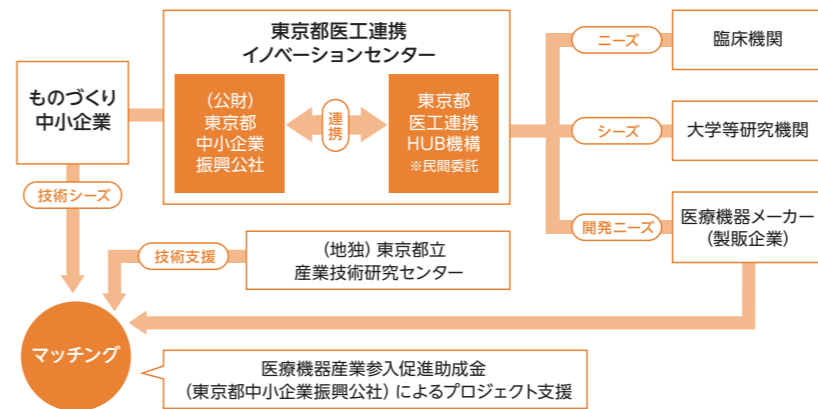 東京都医工連携
イノベーションセンター
ものづくり
中小企業
(公財)
東京都
中小企業
振興公社
連携
東京都
医工連携
HUB機構
※民間委託
ニーズ
臨床機関
シーズ
大学等研究機関
開発ニーズ
医療機器メーカー
(製販企業)
技術シーズ
技術支援
(地独) 東京都立
産業技術研究センター
マッチング
医療機器産業参入促進助成金
(東京都中小企業振興公社) によるプロジェクト支援